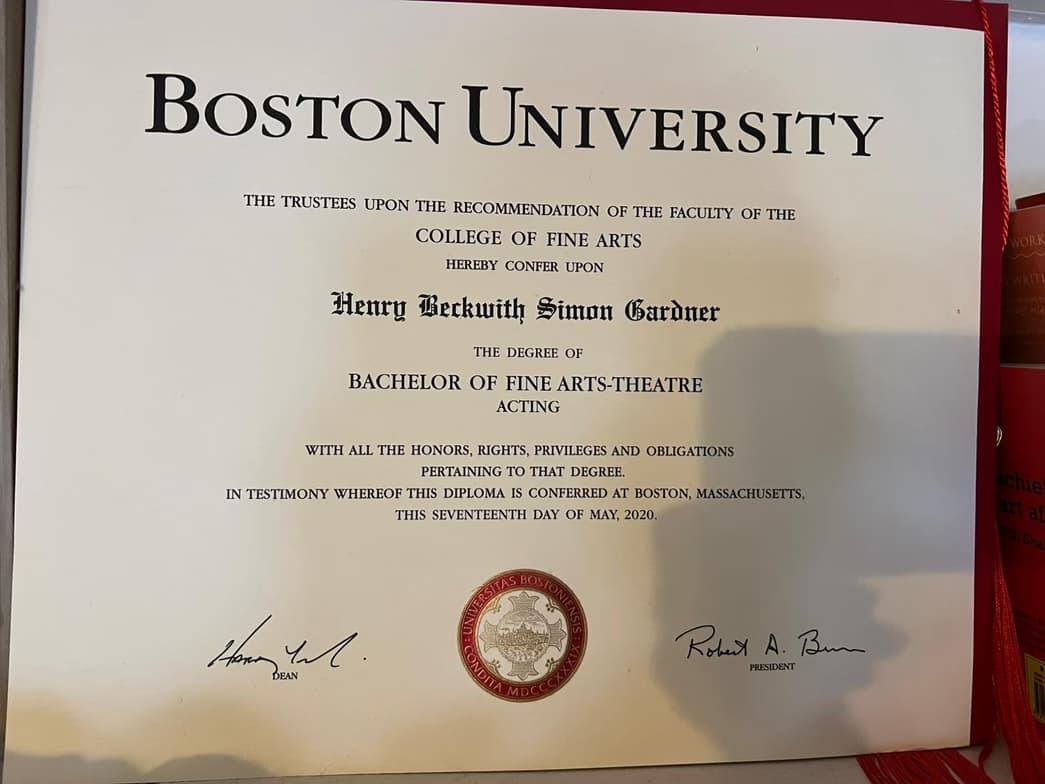 BOSTON UNIVERSITY
THE TRUSTEES UPON THE RECOMMENDATION OF THE FACULTY OF THE
COLLEGE OF FINE ARTS
HEREBY CONFER UPON
Henry Beckwith Simon Gardner
THE DEGREE OF
BACHELOR OF FINE ARTS-THEATRE
ACTING
WITH ALL THE HONORS, RIGHTS, PRIVILEGES AND OBLIGATIONS
PERTAINING TO THAT DEGREE.
IN TESTIMONY WHEREOF THIS DIPLOMA IS CONFERRED AT BOSTON, MASSACHUSETTS,
THIS SEVENTEENTH DAY OF MAY, 2020.
UNIVERSITAS BOSTONIENSIS
CONDITA MDCCCXXXIX
DEAN
Robert A.
PRESIDENT
WORK